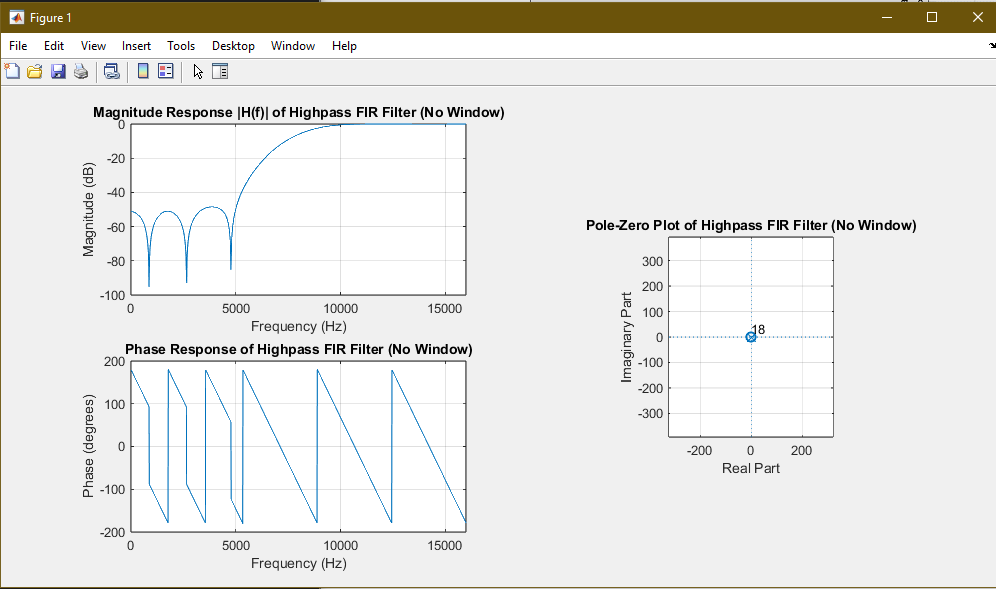 Figure 1
File Edit View Insert Tools Desktop Window Help
Magnitude Response |H(f)| of Highpass FIR Filter (No Window)
0
-20
-40
-60
-80
-100
Magnitude (dB)
0 5000 10000 15000
Frequency (Hz)
Phase Response of Highpass FIR Filter (No Window)
200
100
0
-100
-200
Phase (degrees)
0 5000 10000 15000
Frequency (Hz)
Pole-Zero Plot of Highpass FIR Filter (No Window)
300
200
100
0
-100
-200
-300
Imaginary Part
18
-200 0 200
Real Part